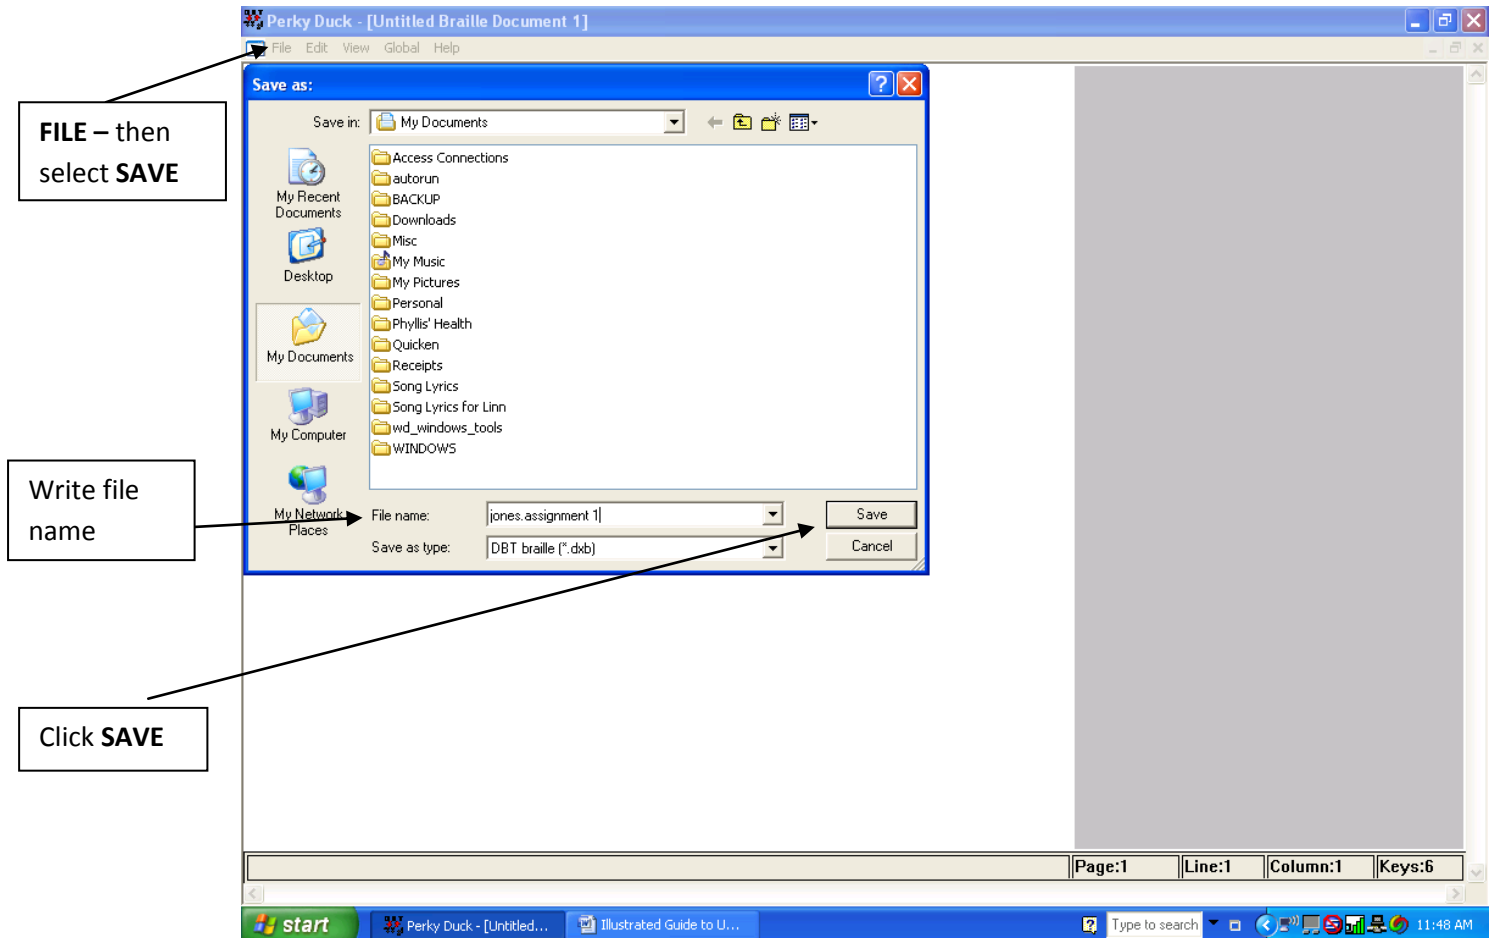 Perky Duck - [Untitled Braille Document 1]
File Edit View Global Help
Save as:
FILE – then
select SAVE
Save in: My Documents
Access Connections
autorun
BACKUP
Downloads
Misc
My Music
My Pictures
Personal
Phyllis' Health
Quicken
Receipts
Song Lyrics
Song Lyrics for Linn
wd_windows_tools
WINDOWS
My Recent
Documents
Desktop
My Documents
My Computer
My Network
Places
Write file
name
File name: jones.assignment 1 Save
Save as type: DBT braille (*.dxb) Cancel
Click SAVE
Page:1 Line:1 Column:1 Keys:6
start Perky Duck - [Untitled... Illustrated Guide to U... Type to search 11:48 AM